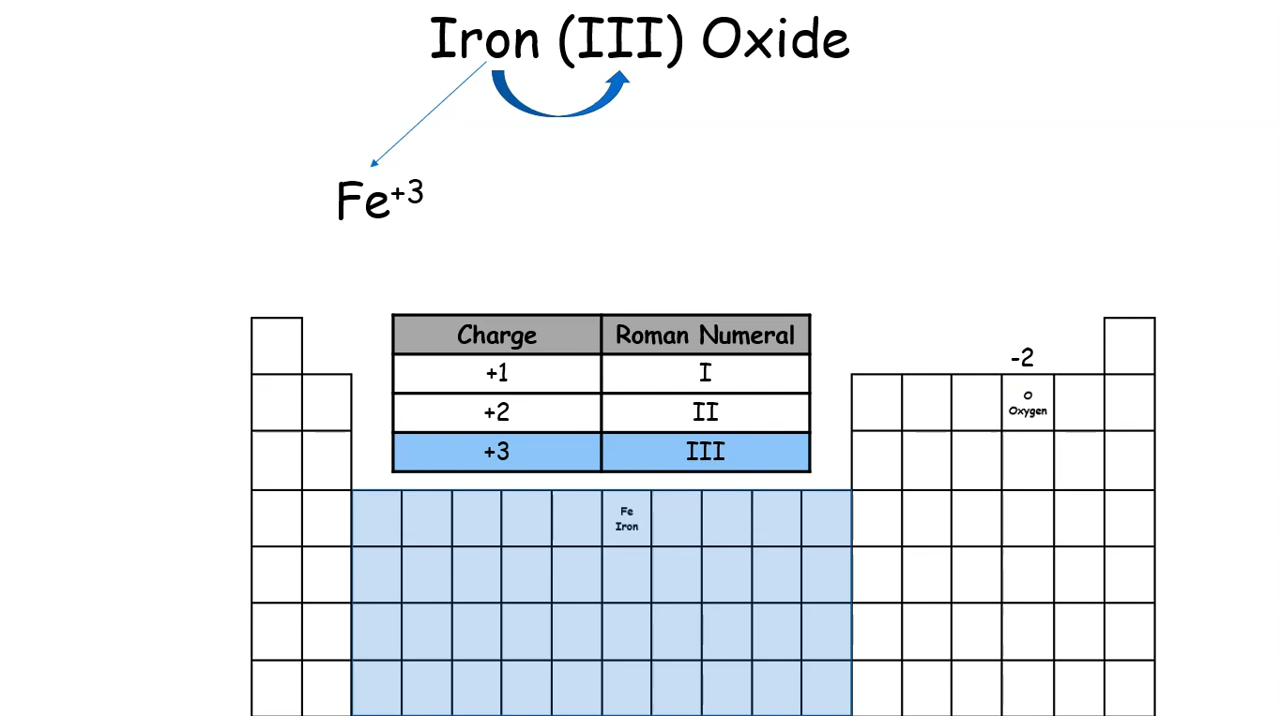 Iron (III) Oxide
Fe+3
Charge Roman Numeral
+1 I
+2 II
+3 III
-2
O
Oxygen
Fe
Iron